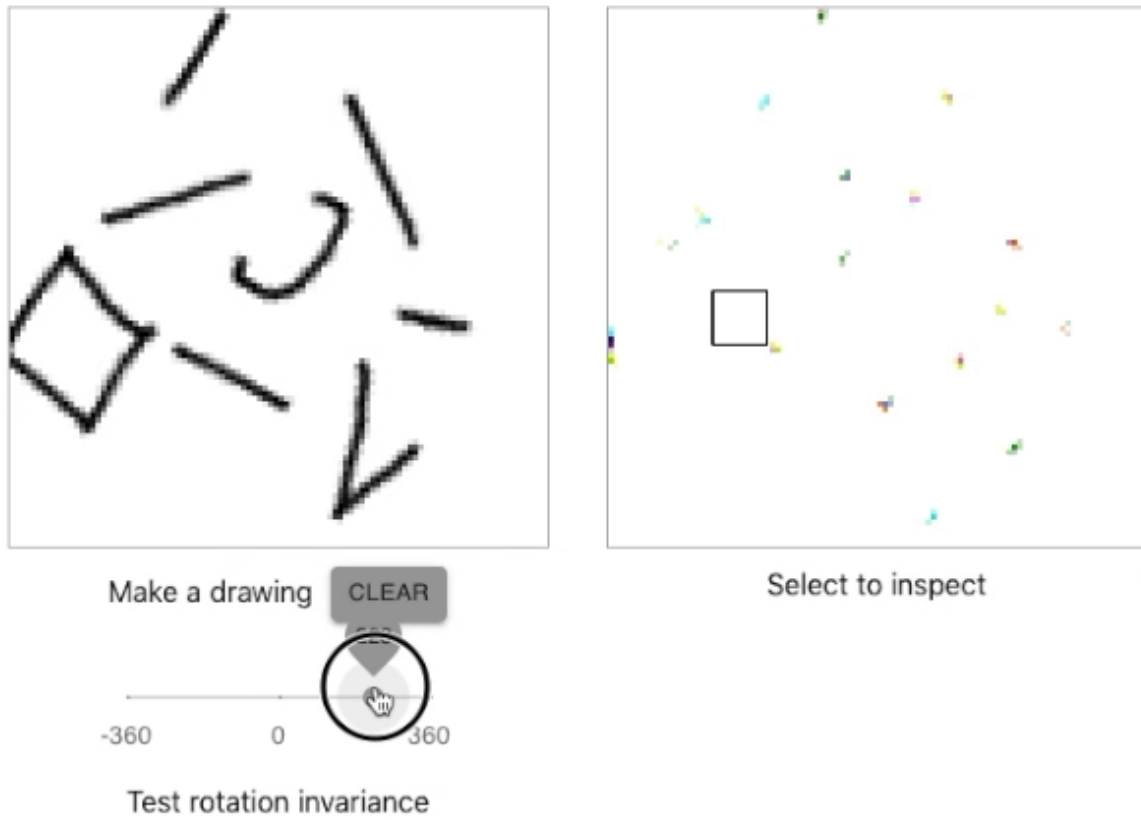 Make a drawing
CLEAR
Select to inspect
-360
0
360
Test rotation invariance